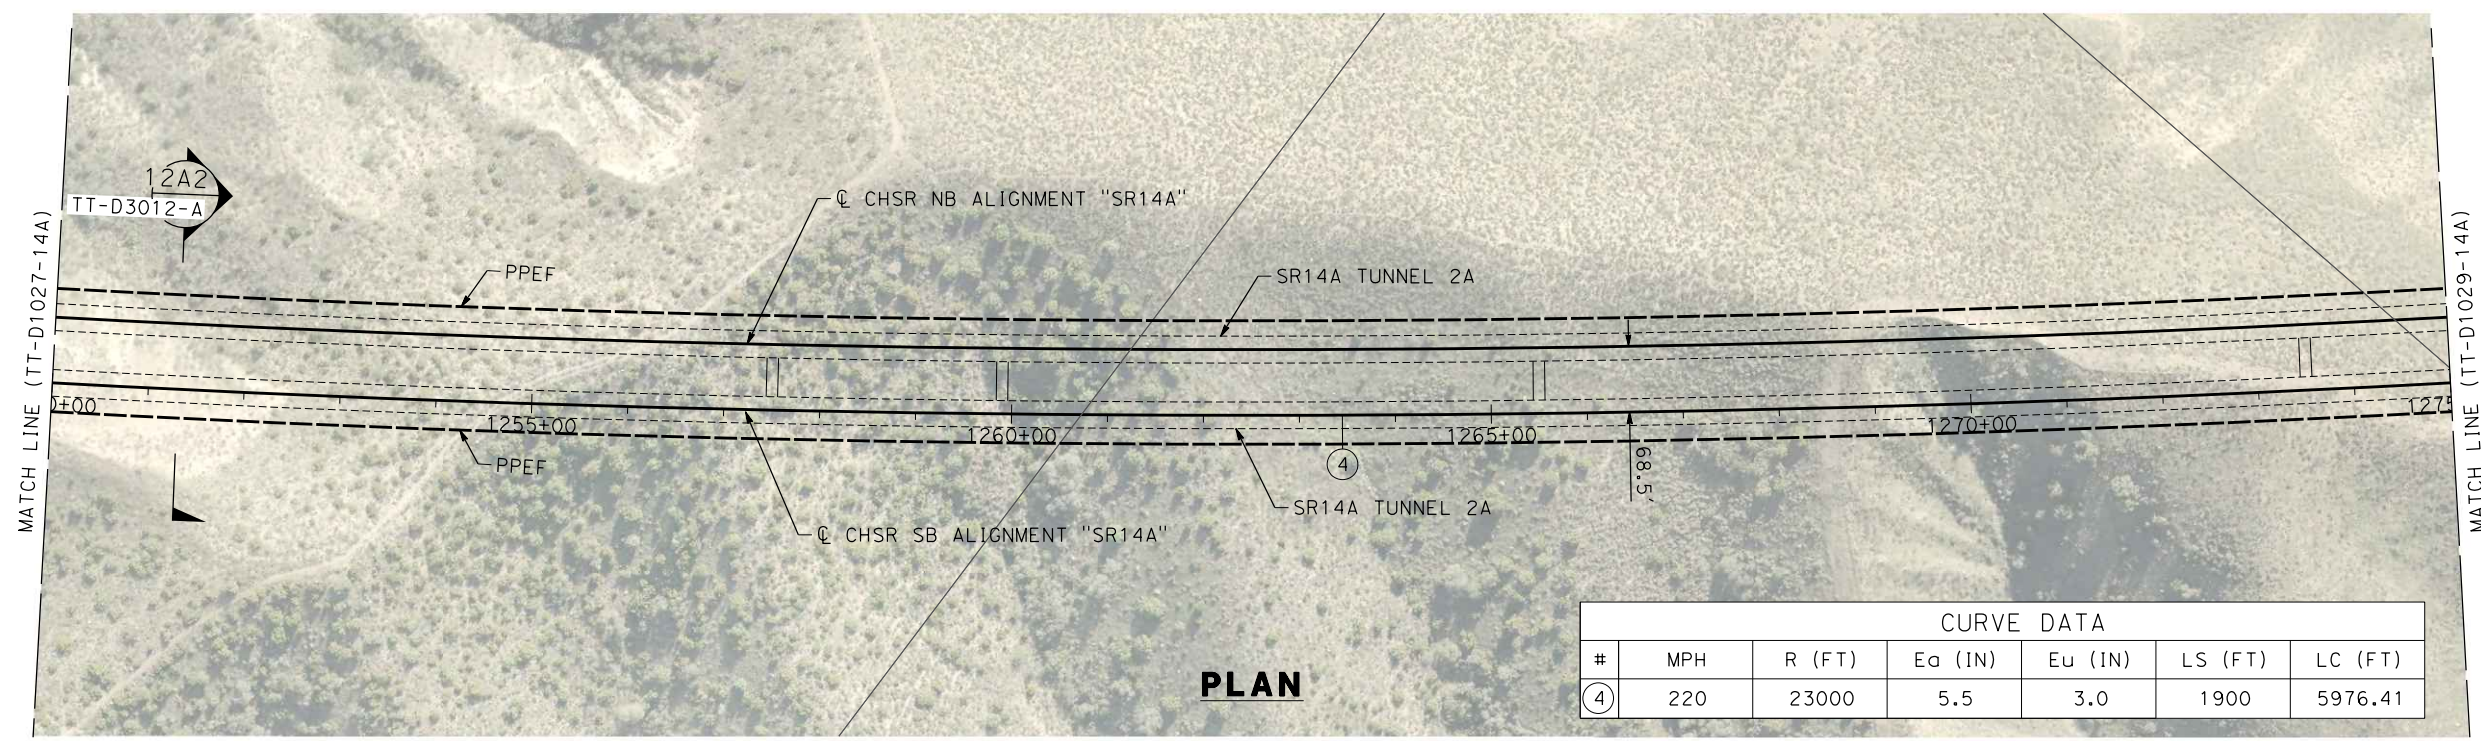 12A2
TT-D3012-A
MATCH LINE (TT-D1027-14A)
MATCH LINE (TT-D1029-14A)
℄ CHSR NB ALIGNMENT "SR14A"
PPEF
SR14A TUNNEL 2A
0+00
1255+00
1260+00
1265+00
1270+00
1275
4
68.5'
PPEF
SR14A TUNNEL 2A
℄ CHSR SB ALIGNMENT "SR14A"
PLAN
CURVE DATA
# MPH R (FT) Ea (IN) Eu (IN) LS (FT) LC (FT)
4 220 23000 5.5 3.0 1900 5976.41